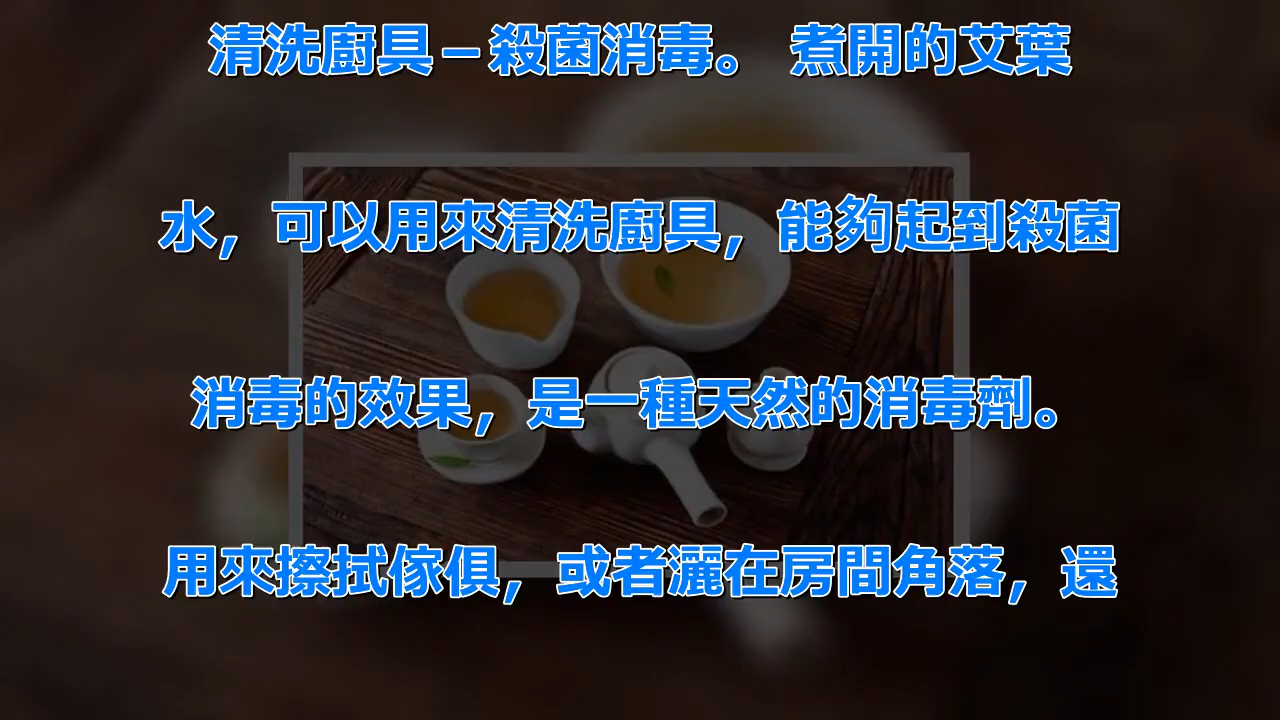 清洗廚具－殺菌消毒。 煮開的艾葉
水，可以用來清洗廚具，能夠起到殺菌
消毒的效果，是一種天然的消毒劑。
用來擦拭傢俱，或者灑在房間角落，還